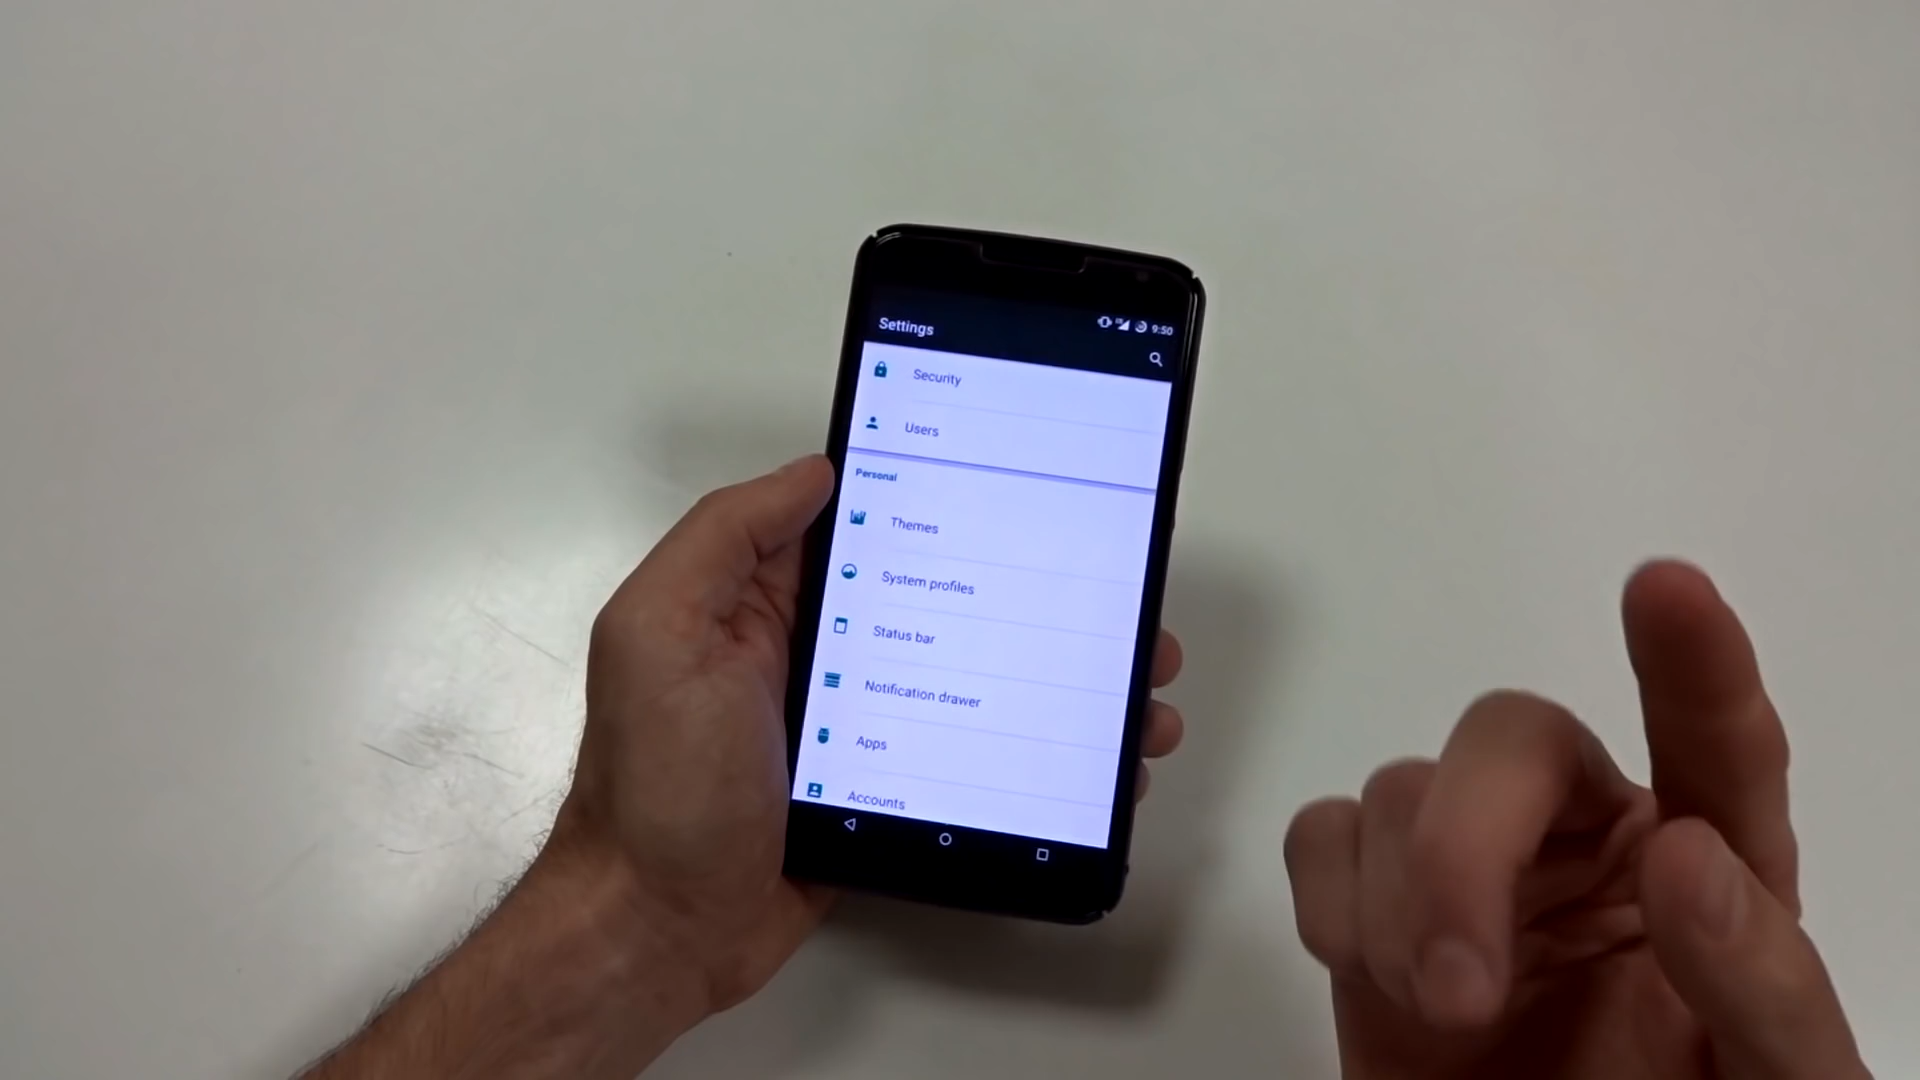 Settings
9:50
Security
Users
Personal
Themes
System profiles
Status bar
Notification drawer
Apps
Accounts